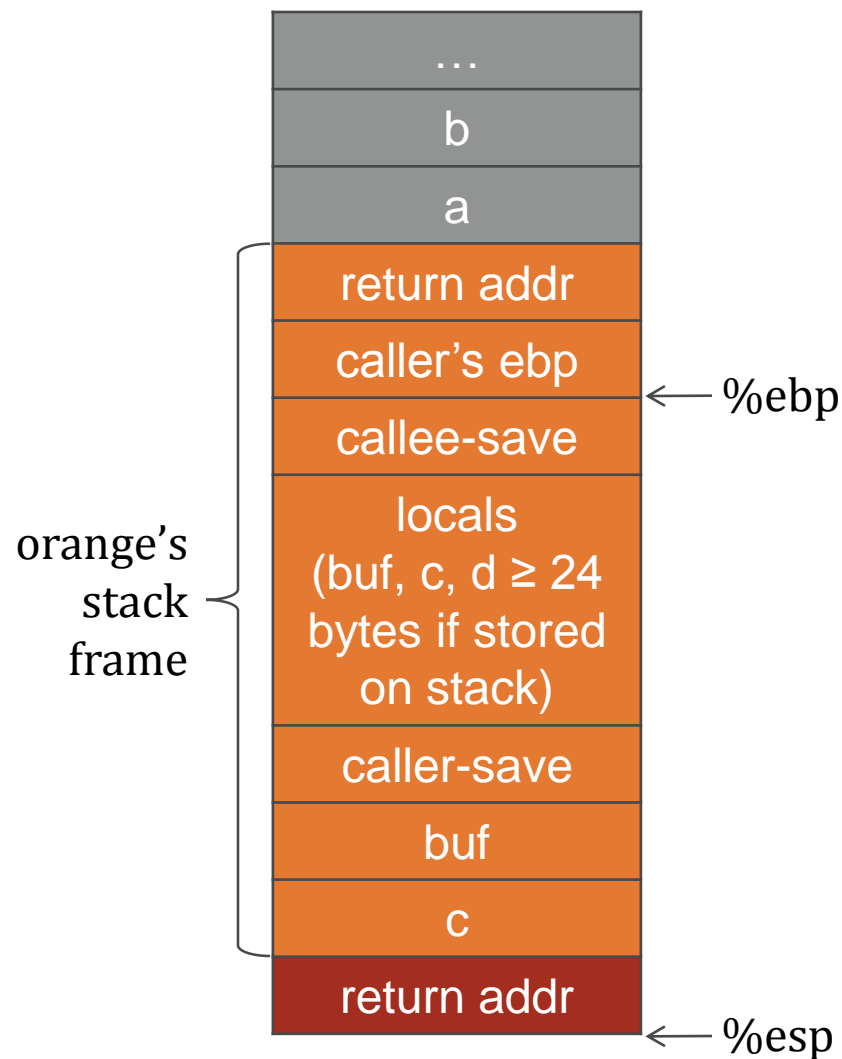 …
b
a
return addr
caller’s ebp
%ebp
callee-save
locals
(buf, c, d ≥ 24
bytes if stored
on stack)
orange’s
stack
frame
caller-save
buf
c
return addr
%esp